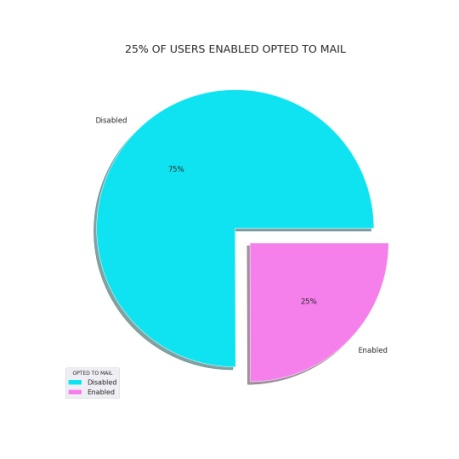 25% OF USERS ENABLED OPTED TO MAIL
Disabled
75%
25%
Enabled
OPTED TO MAIL
Disabled
Enabled